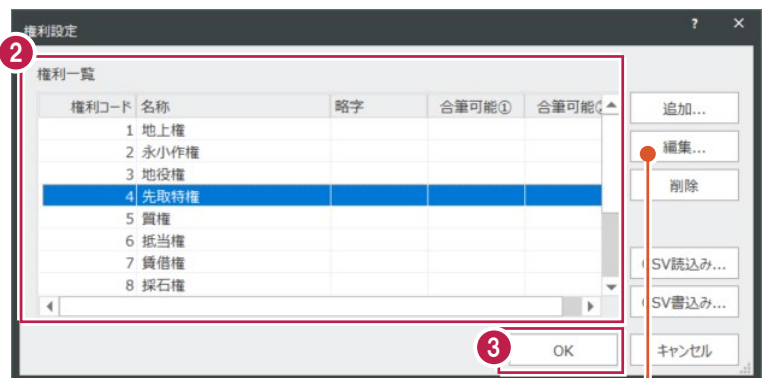 権利設定 ? ×
2
権利一覧
権利コード 名称 略字 合筆可能① 合筆可能②
1 地上権
2 永小作権
3 地役権
4 先取特権
5 質権
6 抵当権
7 賃借権
8 採石権
追加...
編集...
削除
CSV読込み...
CSV書込み...
3 OK キャンセル